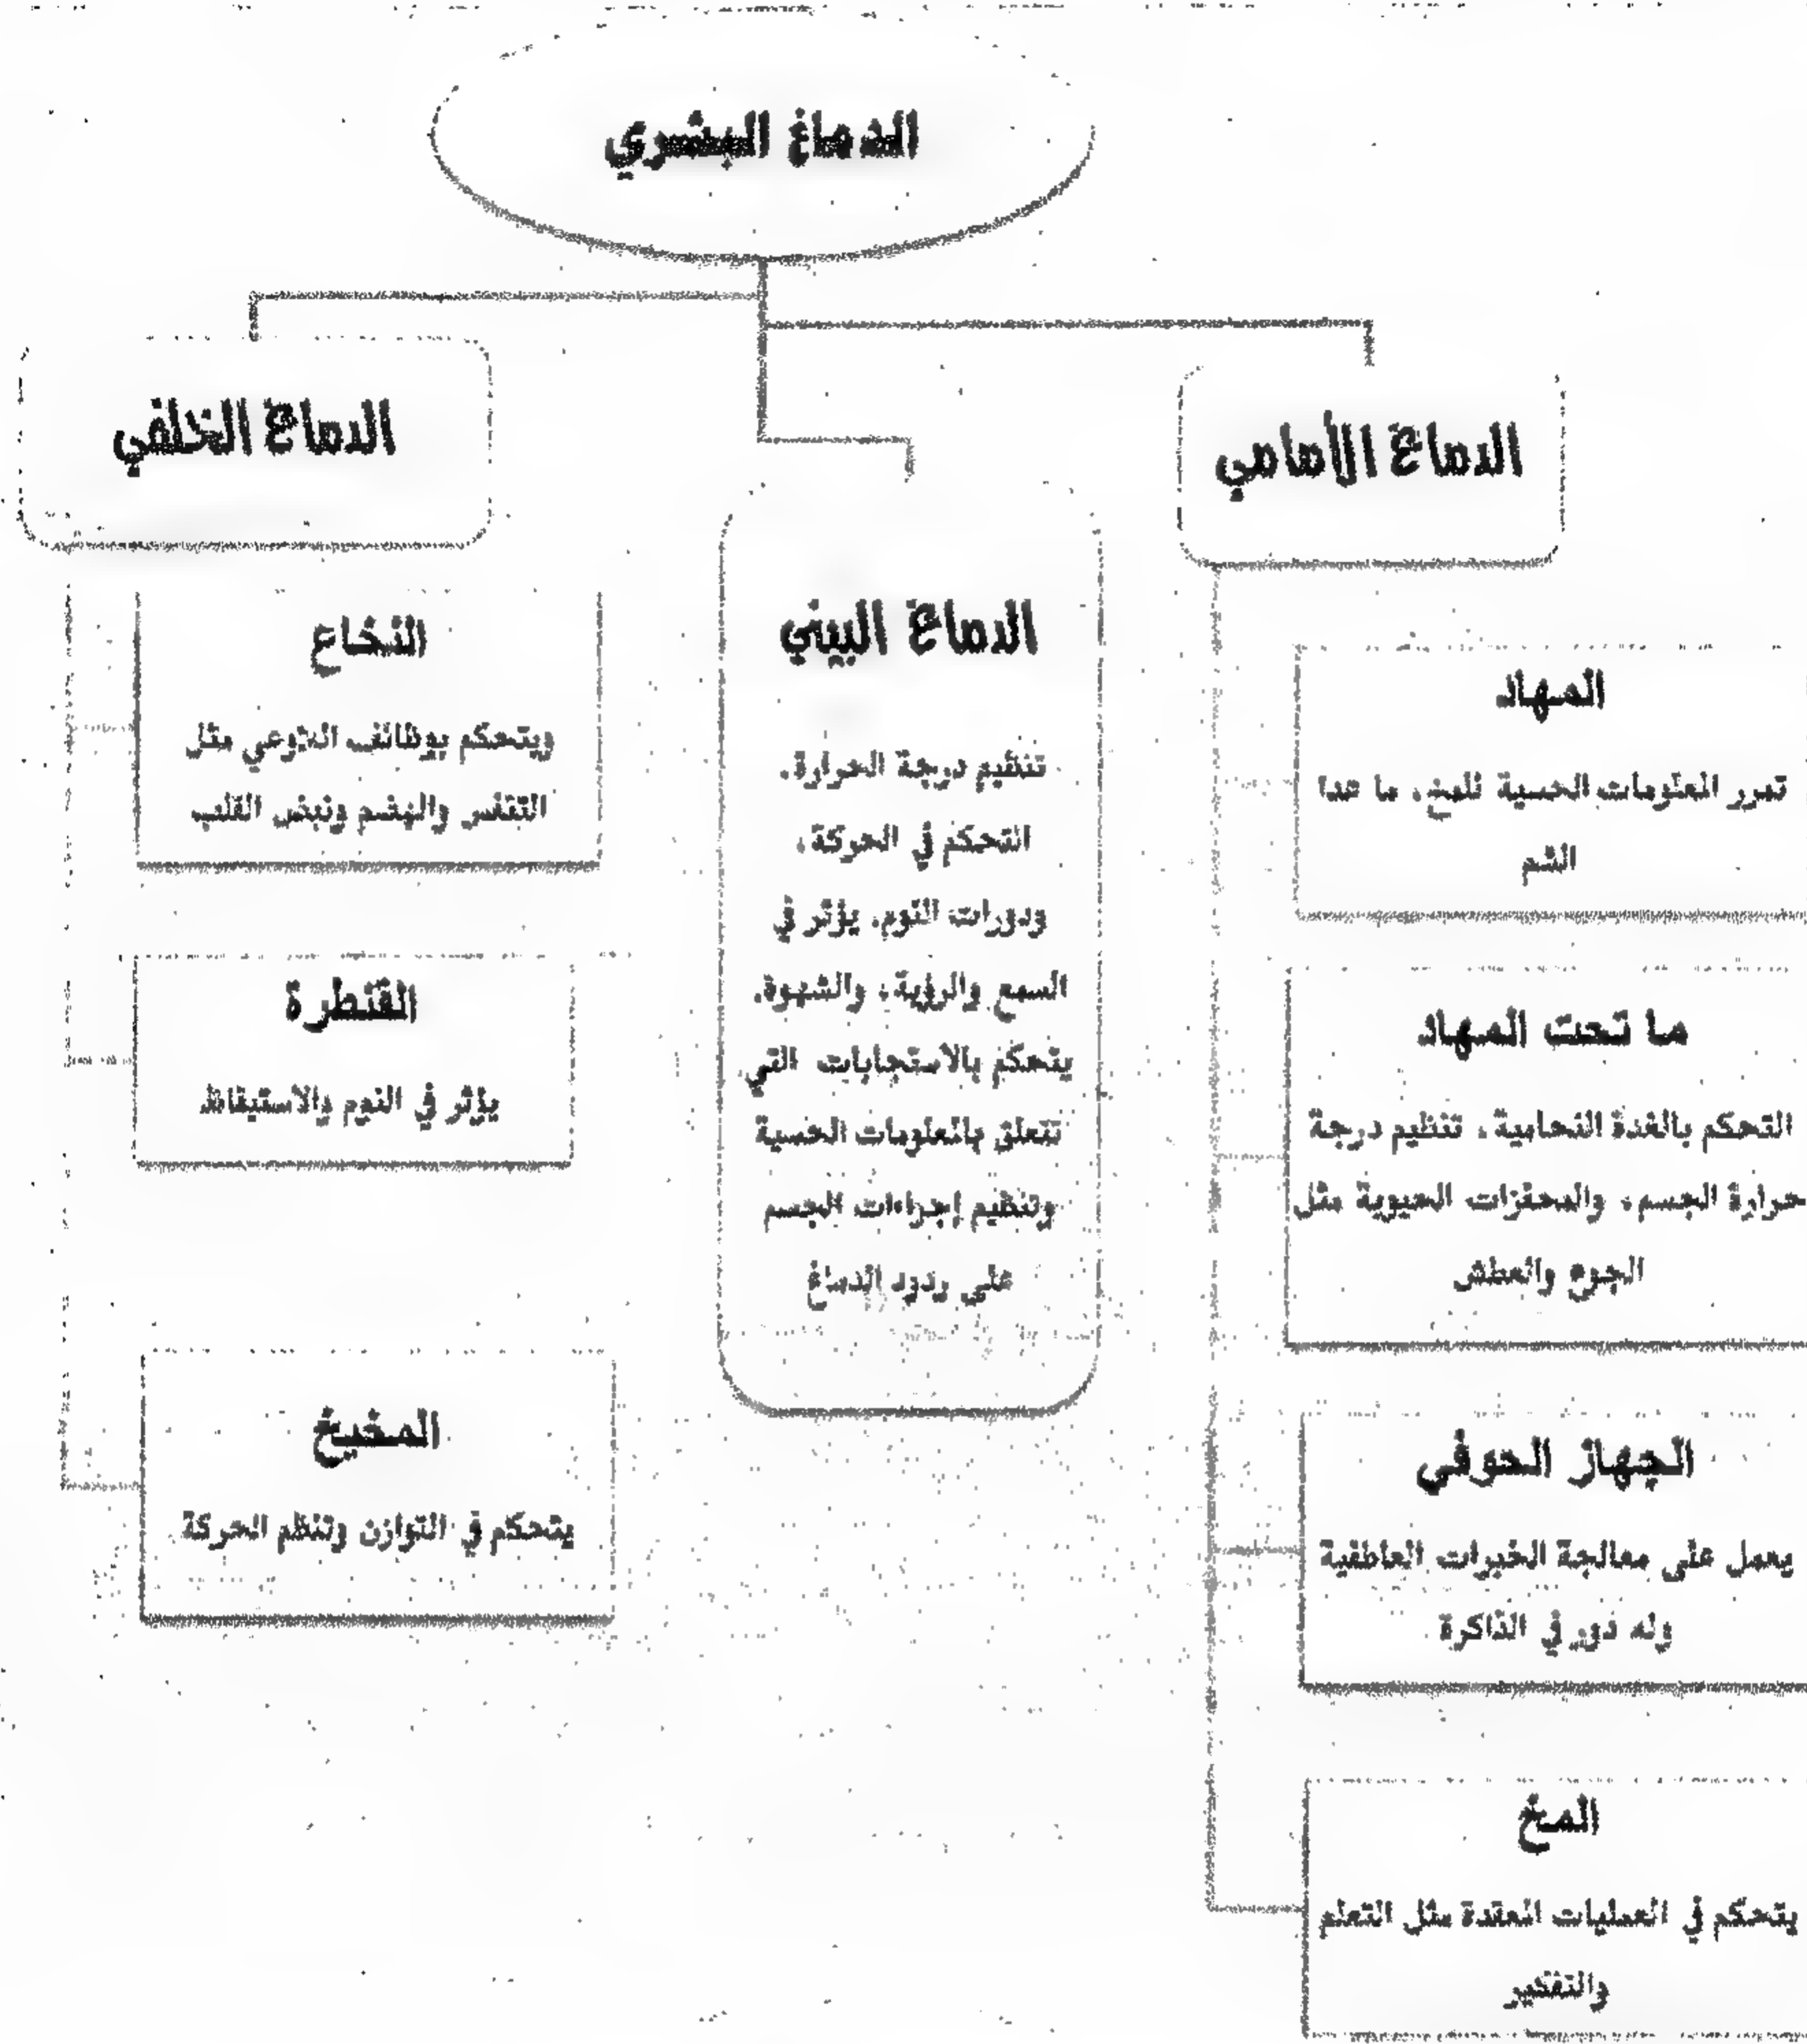 الدماغ البشري
الدماغ الأمامي
المهاد
تمرر المعلومات الحسية للمخ، ما عدا
الشم
ما تحت المهاد
التحكم بالغدة النخامية، تنظيم درجة
حرارة الجسم، والمحفزات الحيوية مثل
الجوع والعطش
الجهاز الحوفي
يعمل على معالجة الخبرات العاطفية
وله دور في الذاكرة
المخ
يتحكم في العمليات المعقدة مثل التعلم
والتفكير
الدماغ البيني
تنظيم درجة الحرارة.
التحكم في الحركة،
ودورات النوم. يؤثر في
السمع والرؤية، والشهوة.
يتحكم بالاستجابات التي
تتعلق بالمعلومات الحسية
وتنظيم إجراءات الجسم
على ردود الدماغ
الدماغ الخلفي
النخاع
ويتحكم بوظائف اللاوعي مثل
التنفس والهضم ونبض القلب
القنطرة
يؤثر في النوم والاستيقاظ
المخيخ
يتحكم في التوازن وتنظم الحركة